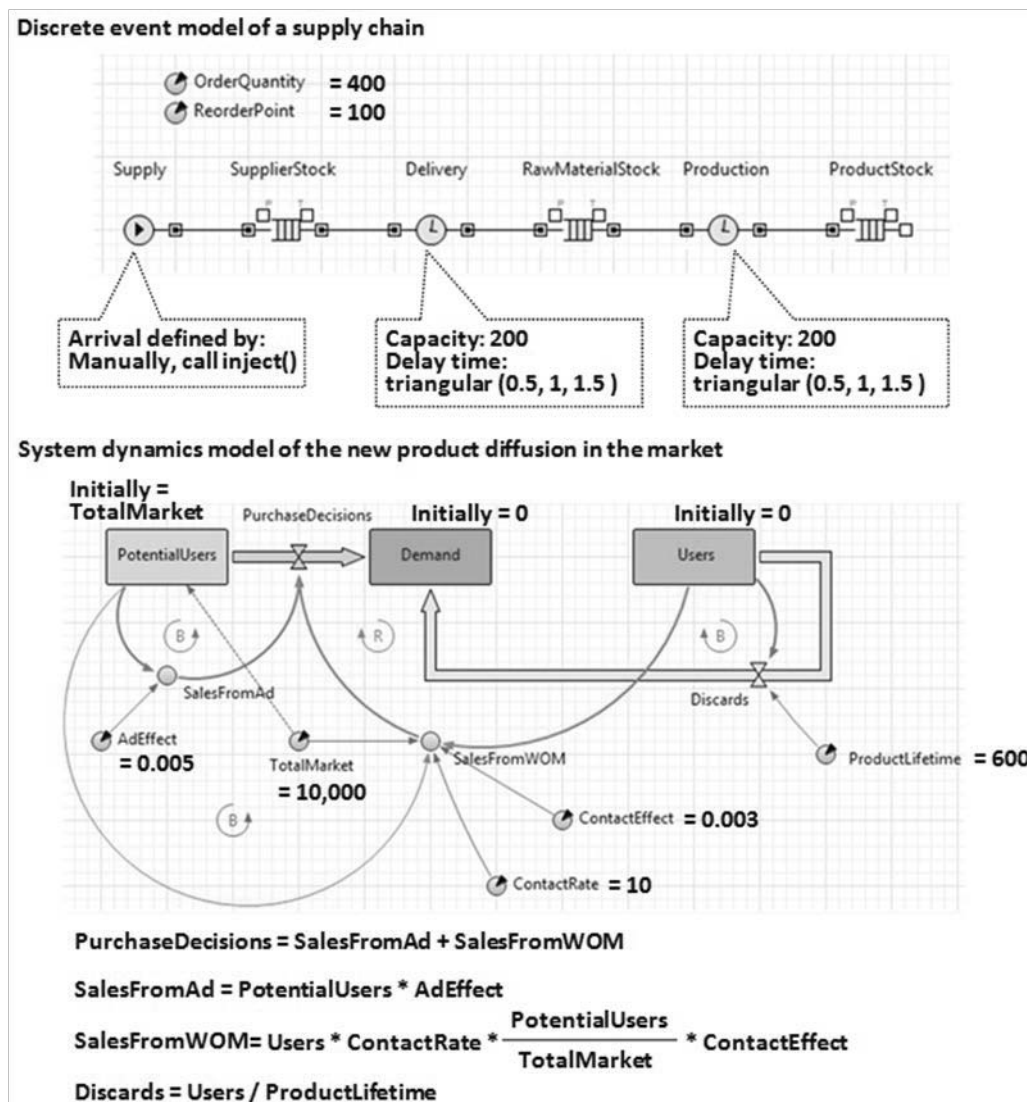 Discrete event model of a supply chain
OrderQuantity = 400
ReorderPoint = 100
Supply SupplierStock Delivery RawMaterialStock Production ProductStock
Arrival defined by:
Manually, call inject()
Capacity: 200
Delay time:
triangular (0.5, 1, 1.5 )
Capacity: 200
Delay time:
triangular (0.5, 1, 1.5 )
System dynamics model of the new product diffusion in the market
Initially =
TotalMarket
PurchaseDecisions
Initially = 0
Initially = 0
PotentialUsers
Demand
Users
B
R
B
SalesFromAd
Discards
AdEffect
= 0.005
TotalMarket
= 10,000
SalesFromWOM
ProductLifetime = 600
B
ContactEffect = 0.003
ContactRate = 10
PurchaseDecisions = SalesFromAd + SalesFromWOM
SalesFromAd = PotentialUsers * AdEffect
SalesFromWOM= Users * ContactRate * PotentialUsers / TotalMarket * ContactEffect
Discards = Users / ProductLifetime